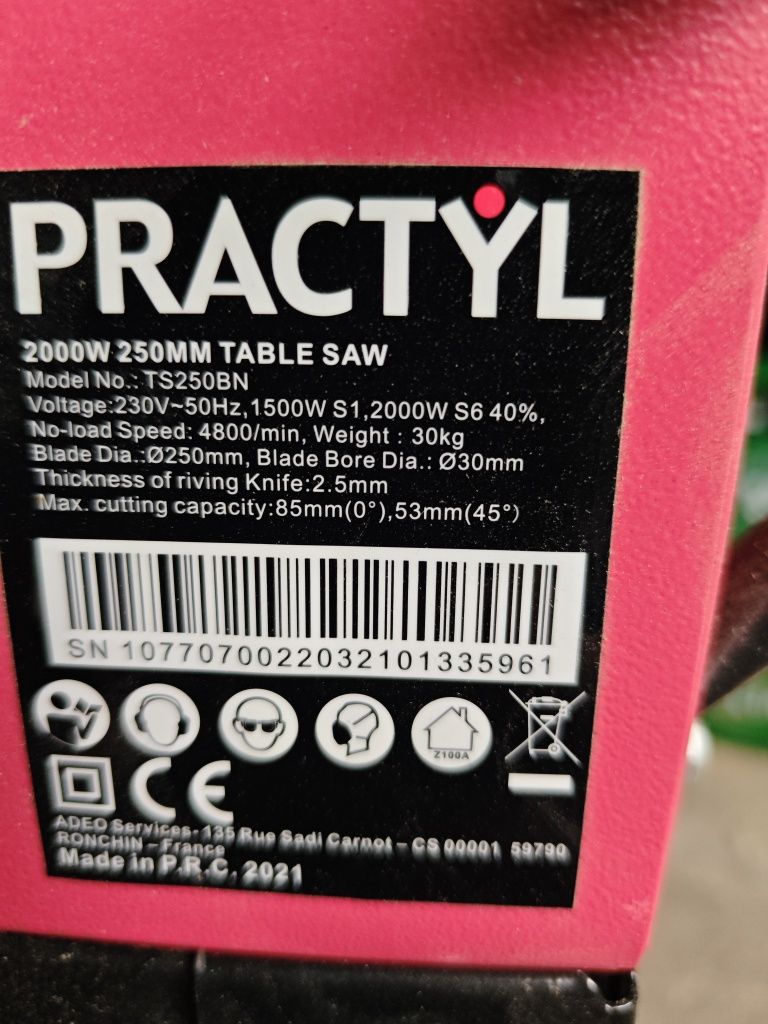 PRACTYL
2000W 250MM TABLE SAW
Model No.: TS250BN
Voltage:230V~50Hz,1500W S1,2000W S6 40%,
No-load Speed: 4800/min, Weight : 30kg
Blade Dia.:Ø250mm, Blade Bore Dia.: Ø30mm
Thickness of riving Knife:2.5mm
Max. cutting capacity:85mm(0°),53mm(45°)
SN 1077070022032101335961
Z100A
CE
ADEO Services- 135 Rue Sadi Carnot – CS 00001 59790
RONCHIN – France
Made in P.R.C. 2021